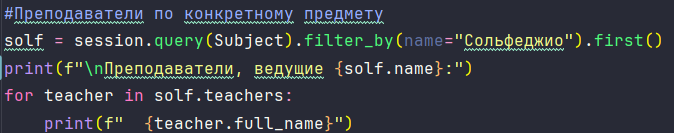 #Преподаватели по конкретному предмету
solf = session.query(Subject).filter_by(name="Сольфеджио").first()
print(f"\nПреподаватели, ведущие {solf.name}:")
for teacher in solf.teachers:
    print(f"  {teacher.full_name}")